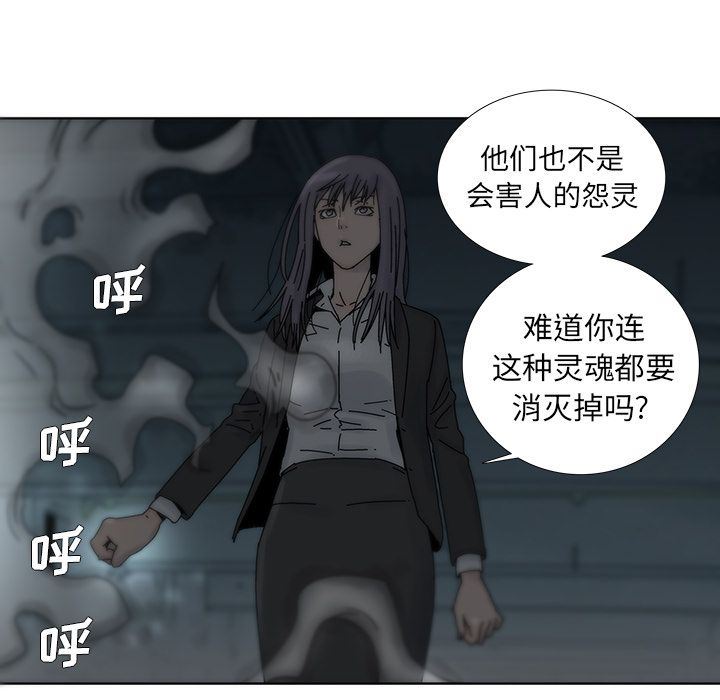 他们也不是
会害人的怨灵
难道你连
这种灵魂都要
消灭掉吗?
呼
呼
呼
呼